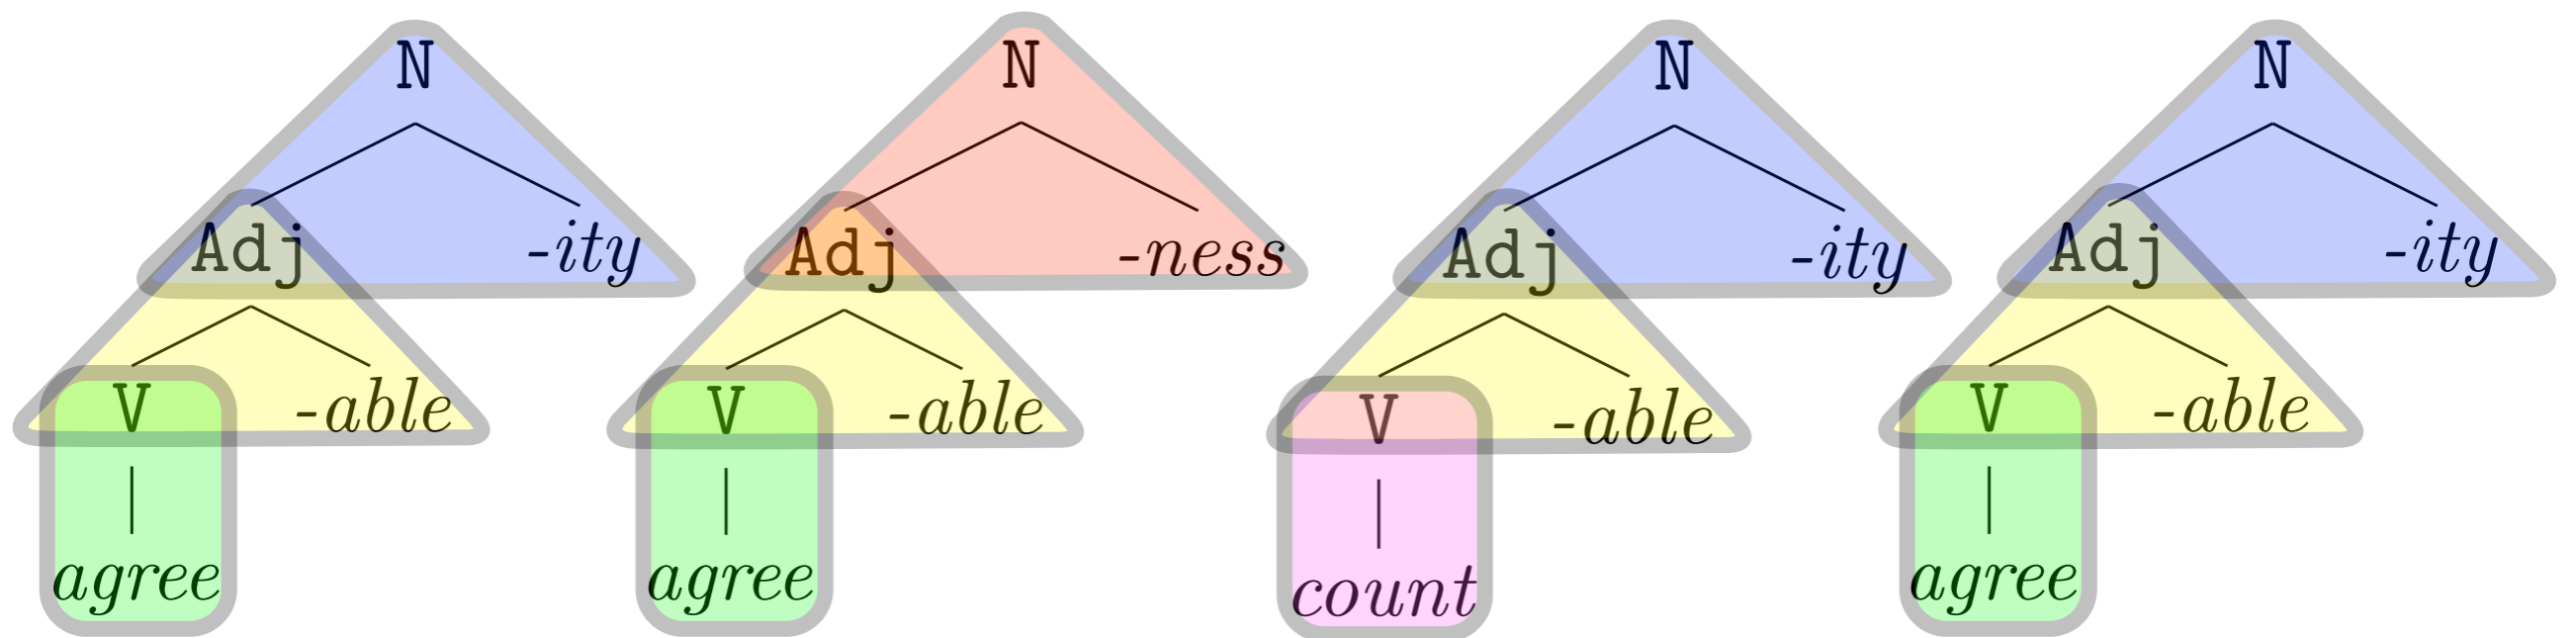 N N N N
Adj -ity Adj -ness Adj -ity Adj -ity
V -able V -able V -able V -able
agree agree count agree